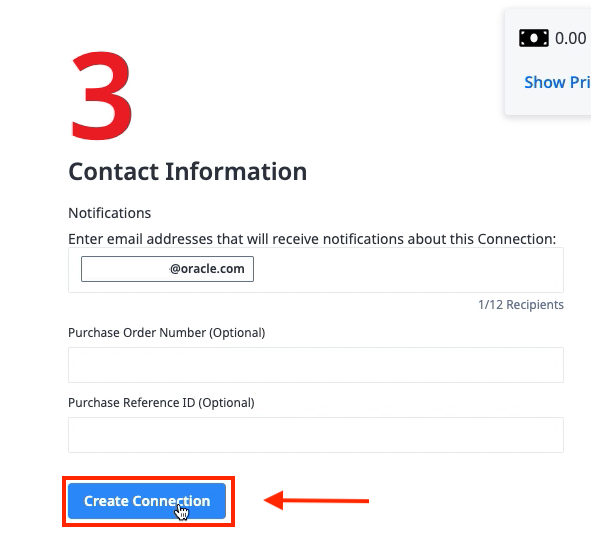 0.00
Show Pri
3
Contact Information
Notifications
Enter email addresses that will receive notifications about this Connection:
@oracle.com
1/12 Recipients
Purchase Order Number (Optional)
Purchase Reference ID (Optional)
Create Connection